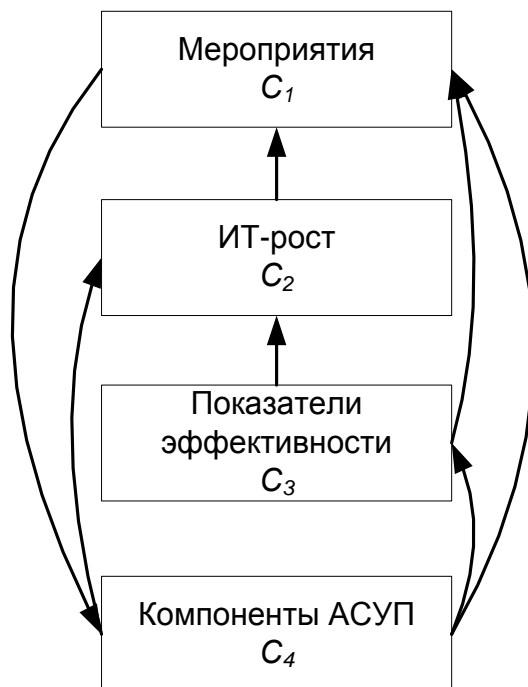 Мероприятия
C1
ИТ-рост
C2
Показатели
эффективности
C3
Компоненты АСУП
C4